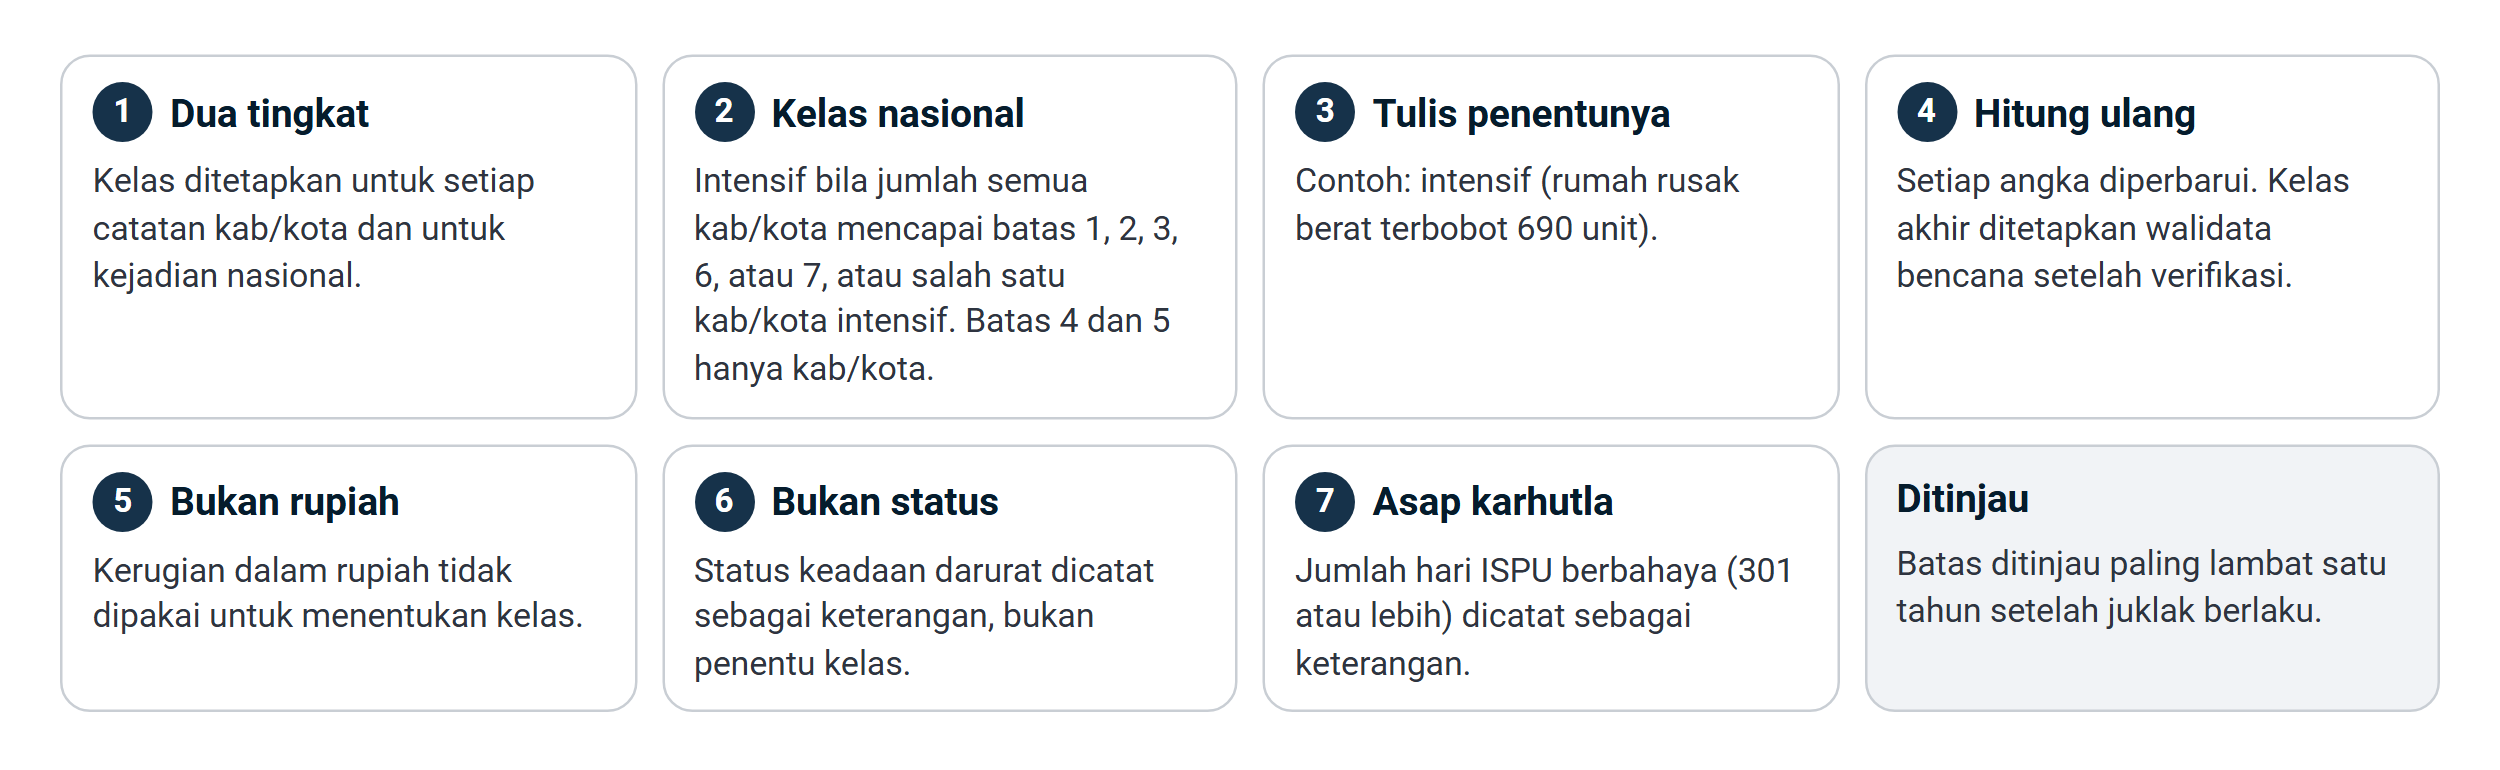 1 Dua tingkat
Kelas ditetapkan untuk setiap
catatan kab/kota dan untuk
kejadian nasional.
2 Kelas nasional
Intensif bila jumlah semua
kab/kota mencapai batas 1, 2, 3,
6, atau 7, atau salah satu
kab/kota intensif. Batas 4 dan 5
hanya kab/kota.
3 Tulis penentunya
Contoh: intensif (rumah rusak
berat terbobot 690 unit).
4 Hitung ulang
Setiap angka diperbarui. Kelas
akhir ditetapkan walidata
bencana setelah verifikasi.
5 Bukan rupiah
Kerugian dalam rupiah tidak
dipakai untuk menentukan kelas.
6 Bukan status
Status keadaan darurat dicatat
sebagai keterangan, bukan
penentu kelas.
7 Asap karhutla
Jumlah hari ISPU berbahaya (301
atau lebih) dicatat sebagai
keterangan.
Ditinjau
Batas ditinjau paling lambat satu
tahun setelah juklak berlaku.